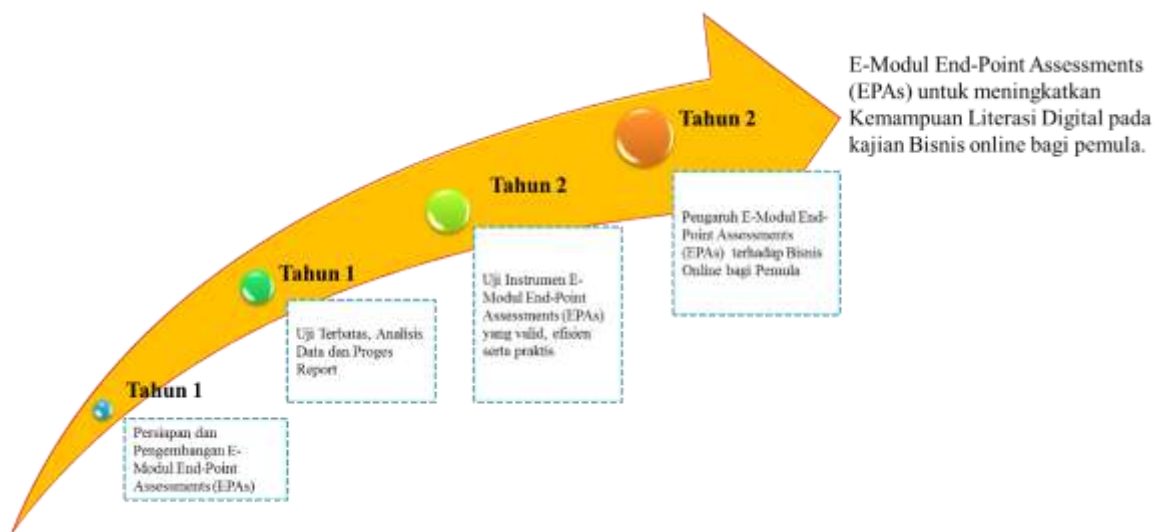 E-Modul End-Point Assessments
(EPAs) untuk meningkatkan
Kemampuan Literasi Digital pada
kajian Bisnis online bagi pemula.
Tahun 2
Pengaruh E-Modul End-
Point Assessments
(EPAs) terhadap Bisnis
Online bagi Pemula
Tahun 2
Uji Instrumen E-
Modul End-Point
Assessments (EPAs)
yang valid, efisien
serta praktis
Tahun 1
Uji Terbatas, Analisis
Data dan Proges
Report
Tahun 1
Persiapan dan
Pengembangan E-
Modul End-Point
Assessments (EPAs)